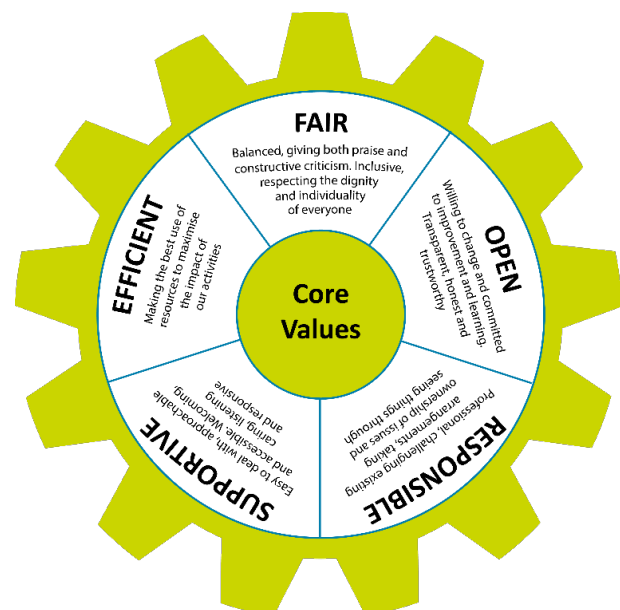 FAIR
Balanced, giving both praise and
constructive criticism. Inclusive,
respecting the dignity
and individuality
of everyone
OPEN
Willing to change and committed
to improvement and learning.
Transparent, honest and
trustworthy
RESPONSIBLE
Professional, challenging existing
arrangements, taking
ownership of issues and
seeing things through
SUPPORTIVE
Easy to deal with, approachable
and accessible. Welcoming,
caring, listening
and responsive
EFFICIENT
Making the best use of
resources to maximise
the impact of
our activities
Core
Values